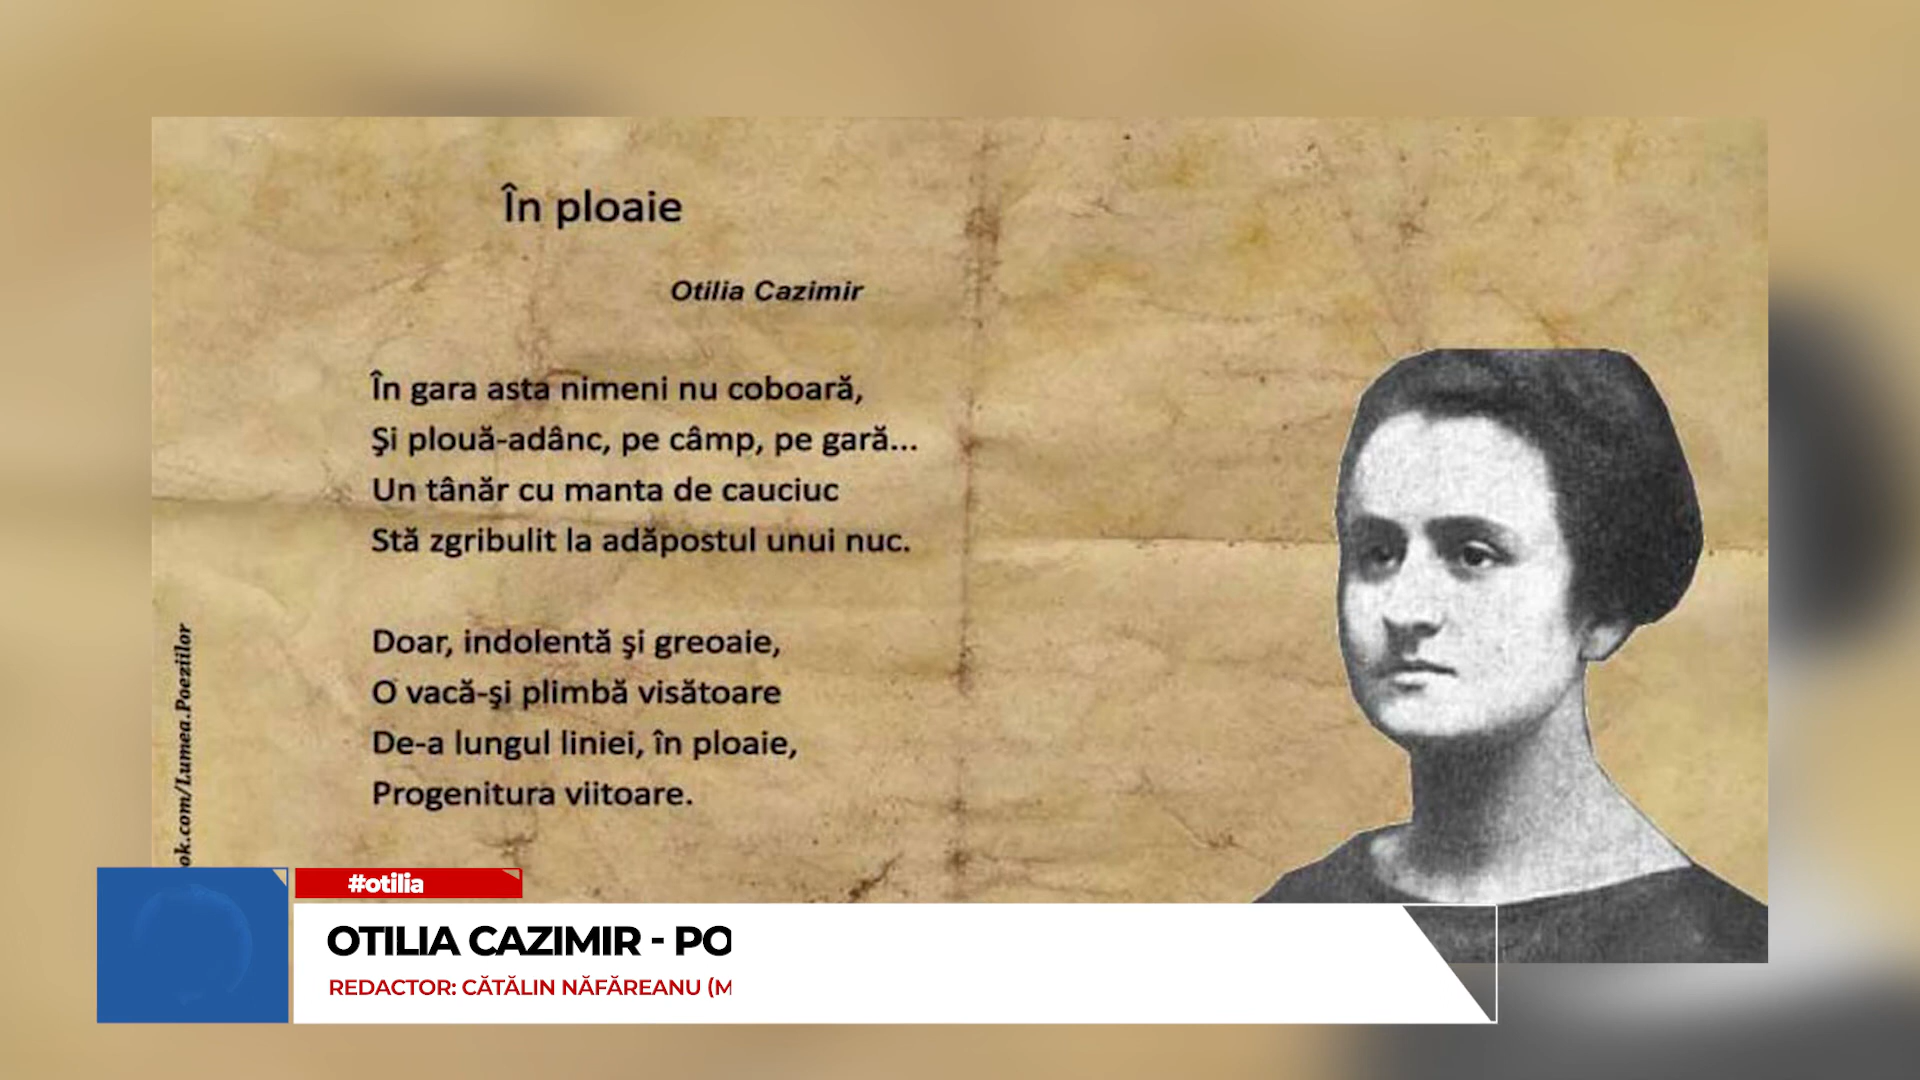 În ploaie
Otilia Cazimir
În gara asta nimeni nu coboară,
Şi plouă-adânc, pe câmp, pe gară...
Un tânăr cu manta de cauciuc
Stă zgribulit la adăpostul unui nuc.
Doar, indolentă şi greoaie,
O vacă-şi plimbă visătoare
De-a lungul liniei, în ploaie,
Progenitura viitoare.
ok.com/Lumea.Poeziilor
#otilia
OTILIA CAZIMIR - PO
REDACTOR: CĂTĂLIN NĂFĂREANU (M